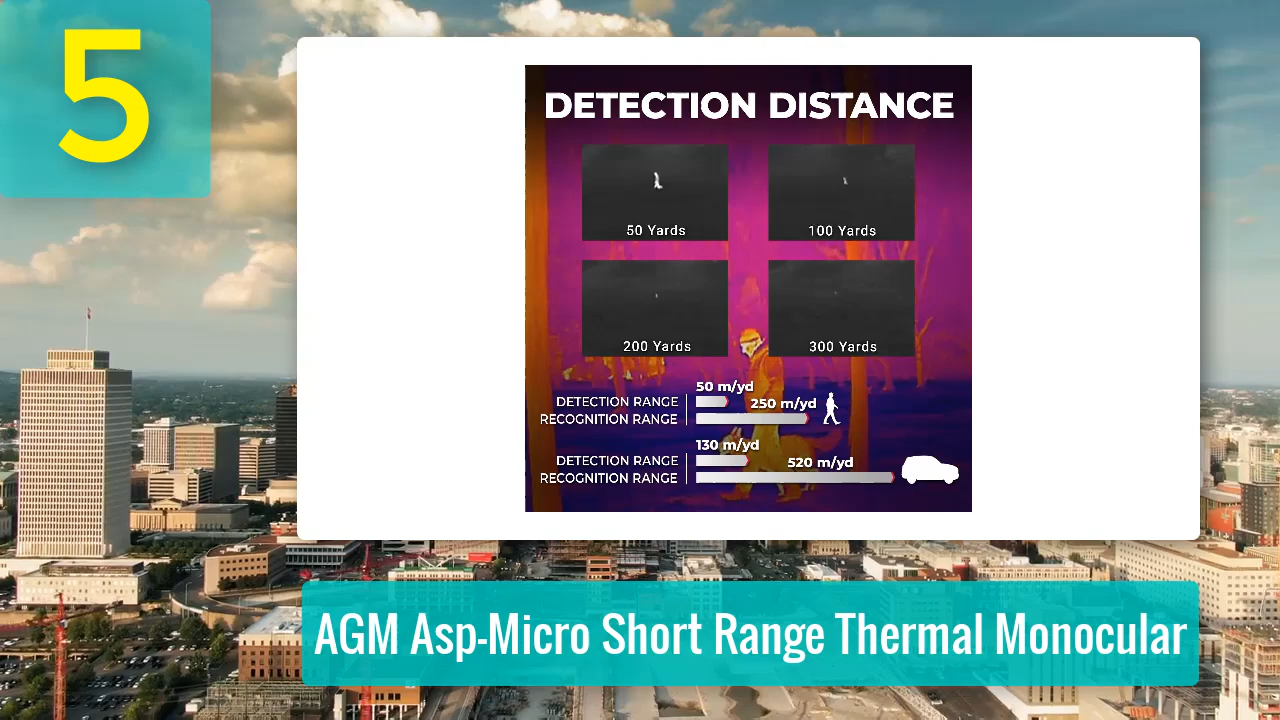 5
DETECTION DISTANCE
50 Yards
100 Yards
200 Yards
300 Yards
50 m/yd
DETECTION RANGE
250 m/yd
RECOGNITION RANGE
130 m/yd
DETECTION RANGE
520 m/yd
RECOGNITION RANGE
AGM Asp-Micro Short Range Thermal Monocular